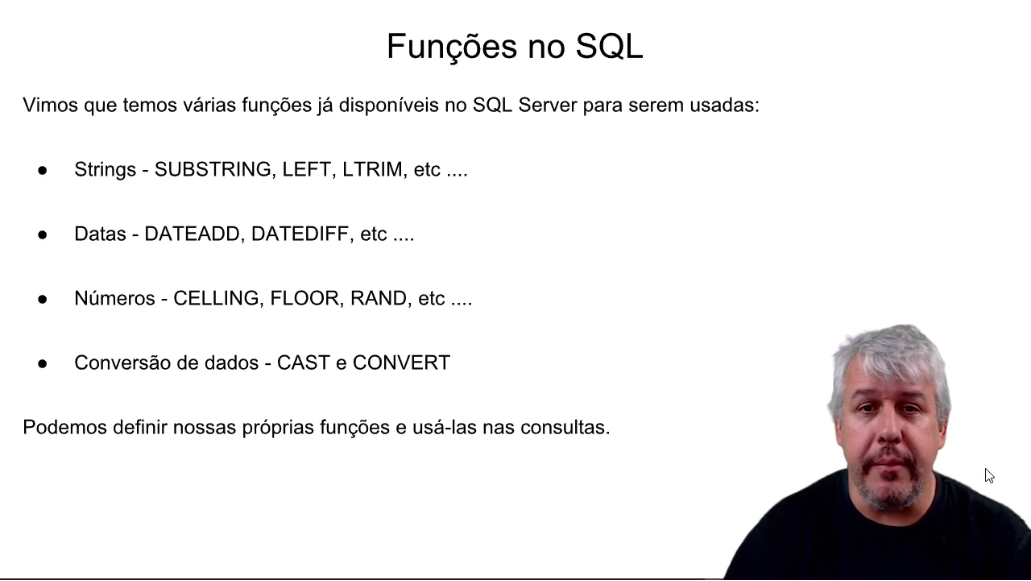 Funções no SQL
Vimos que temos várias funções já disponíveis no SQL Server para serem usadas:
● Strings - SUBSTRING, LEFT, LTRIM, etc ....
● Datas - DATEADD, DATEDIFF, etc ....
● Números - CELLING, FLOOR, RAND, etc ....
● Conversão de dados - CAST e CONVERT
Podemos definir nossas próprias funções e usá-las nas consultas.